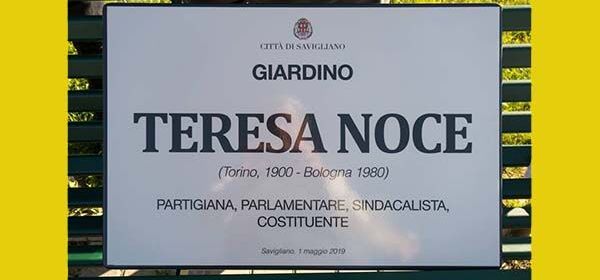 CITTÀ DI SAVIGLIANO
GIARDINO
TERESA NOCE
(Torino, 1900 - Bologna 1980)
PARTIGIANA, PARLAMENTARE, SINDACALISTA,
COSTITUENTE
Savigliano, 1 maggio 2019